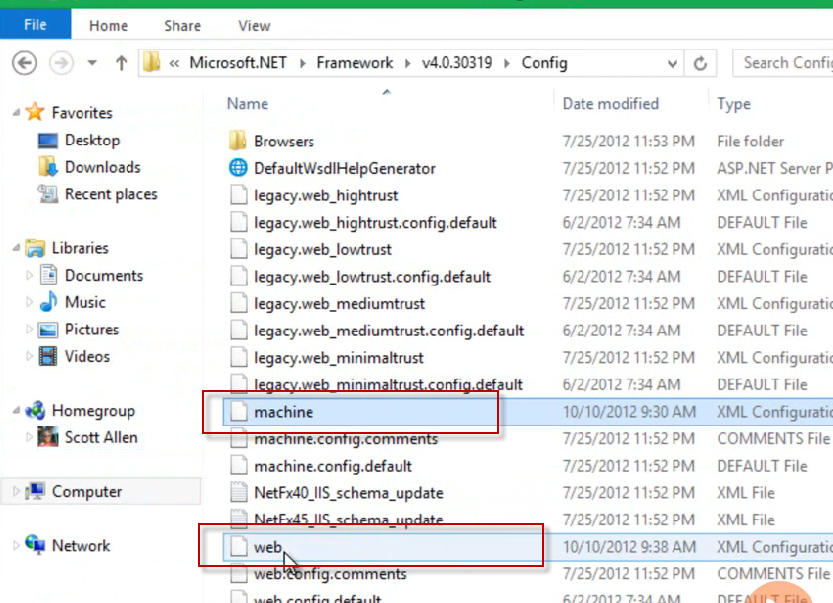 File Home Share View
« Microsoft.NET Framework v4.0.30319 Config Search Config
Favorites
Desktop
Downloads
Recent places
Libraries
Documents
Music
Pictures
Videos
Homegroup
Scott Allen
Computer
Network
Name Date modified Type
Browsers 7/25/2012 11:53 PM File folder
DefaultWsdlHelpGenerator 7/25/2012 11:52 PM ASP.NET Server P
legacy.web_hightrust 7/25/2012 11:52 PM XML Configuratio
legacy.web_hightrust.config.default 6/2/2012 7:34 AM DEFAULT File
legacy.web_lowtrust 7/25/2012 11:52 PM XML Configuratio
legacy.web_lowtrust.config.default 6/2/2012 7:34 AM DEFAULT File
legacy.web_mediumtrust 7/25/2012 11:52 PM XML Configuratio
legacy.web_mediumtrust.config.default 6/2/2012 7:34 AM DEFAULT File
legacy.web_minimaltrust 7/25/2012 11:52 PM XML Configuratio
legacy.web_minimaltrust.config.default 6/2/2012 7:34 AM DEFAULT File
machine 10/10/2012 9:30 AM XML Configuratio
machine.config.comments 7/25/2012 11:52 PM COMMENTS File
machine.config.default 7/25/2012 11:52 PM DEFAULT File
NetFx40_IIS_schema_update 7/25/2012 11:52 PM XML File
NetFx45_IIS_schema_update 7/25/2012 11:52 PM XML File
web 10/10/2012 9:38 AM XML Configuratio
web.config.comments 7/25/2012 11:52 PM COMMENTS File
web.config.default 6/2/2012 7:34 AM DEFAULT File